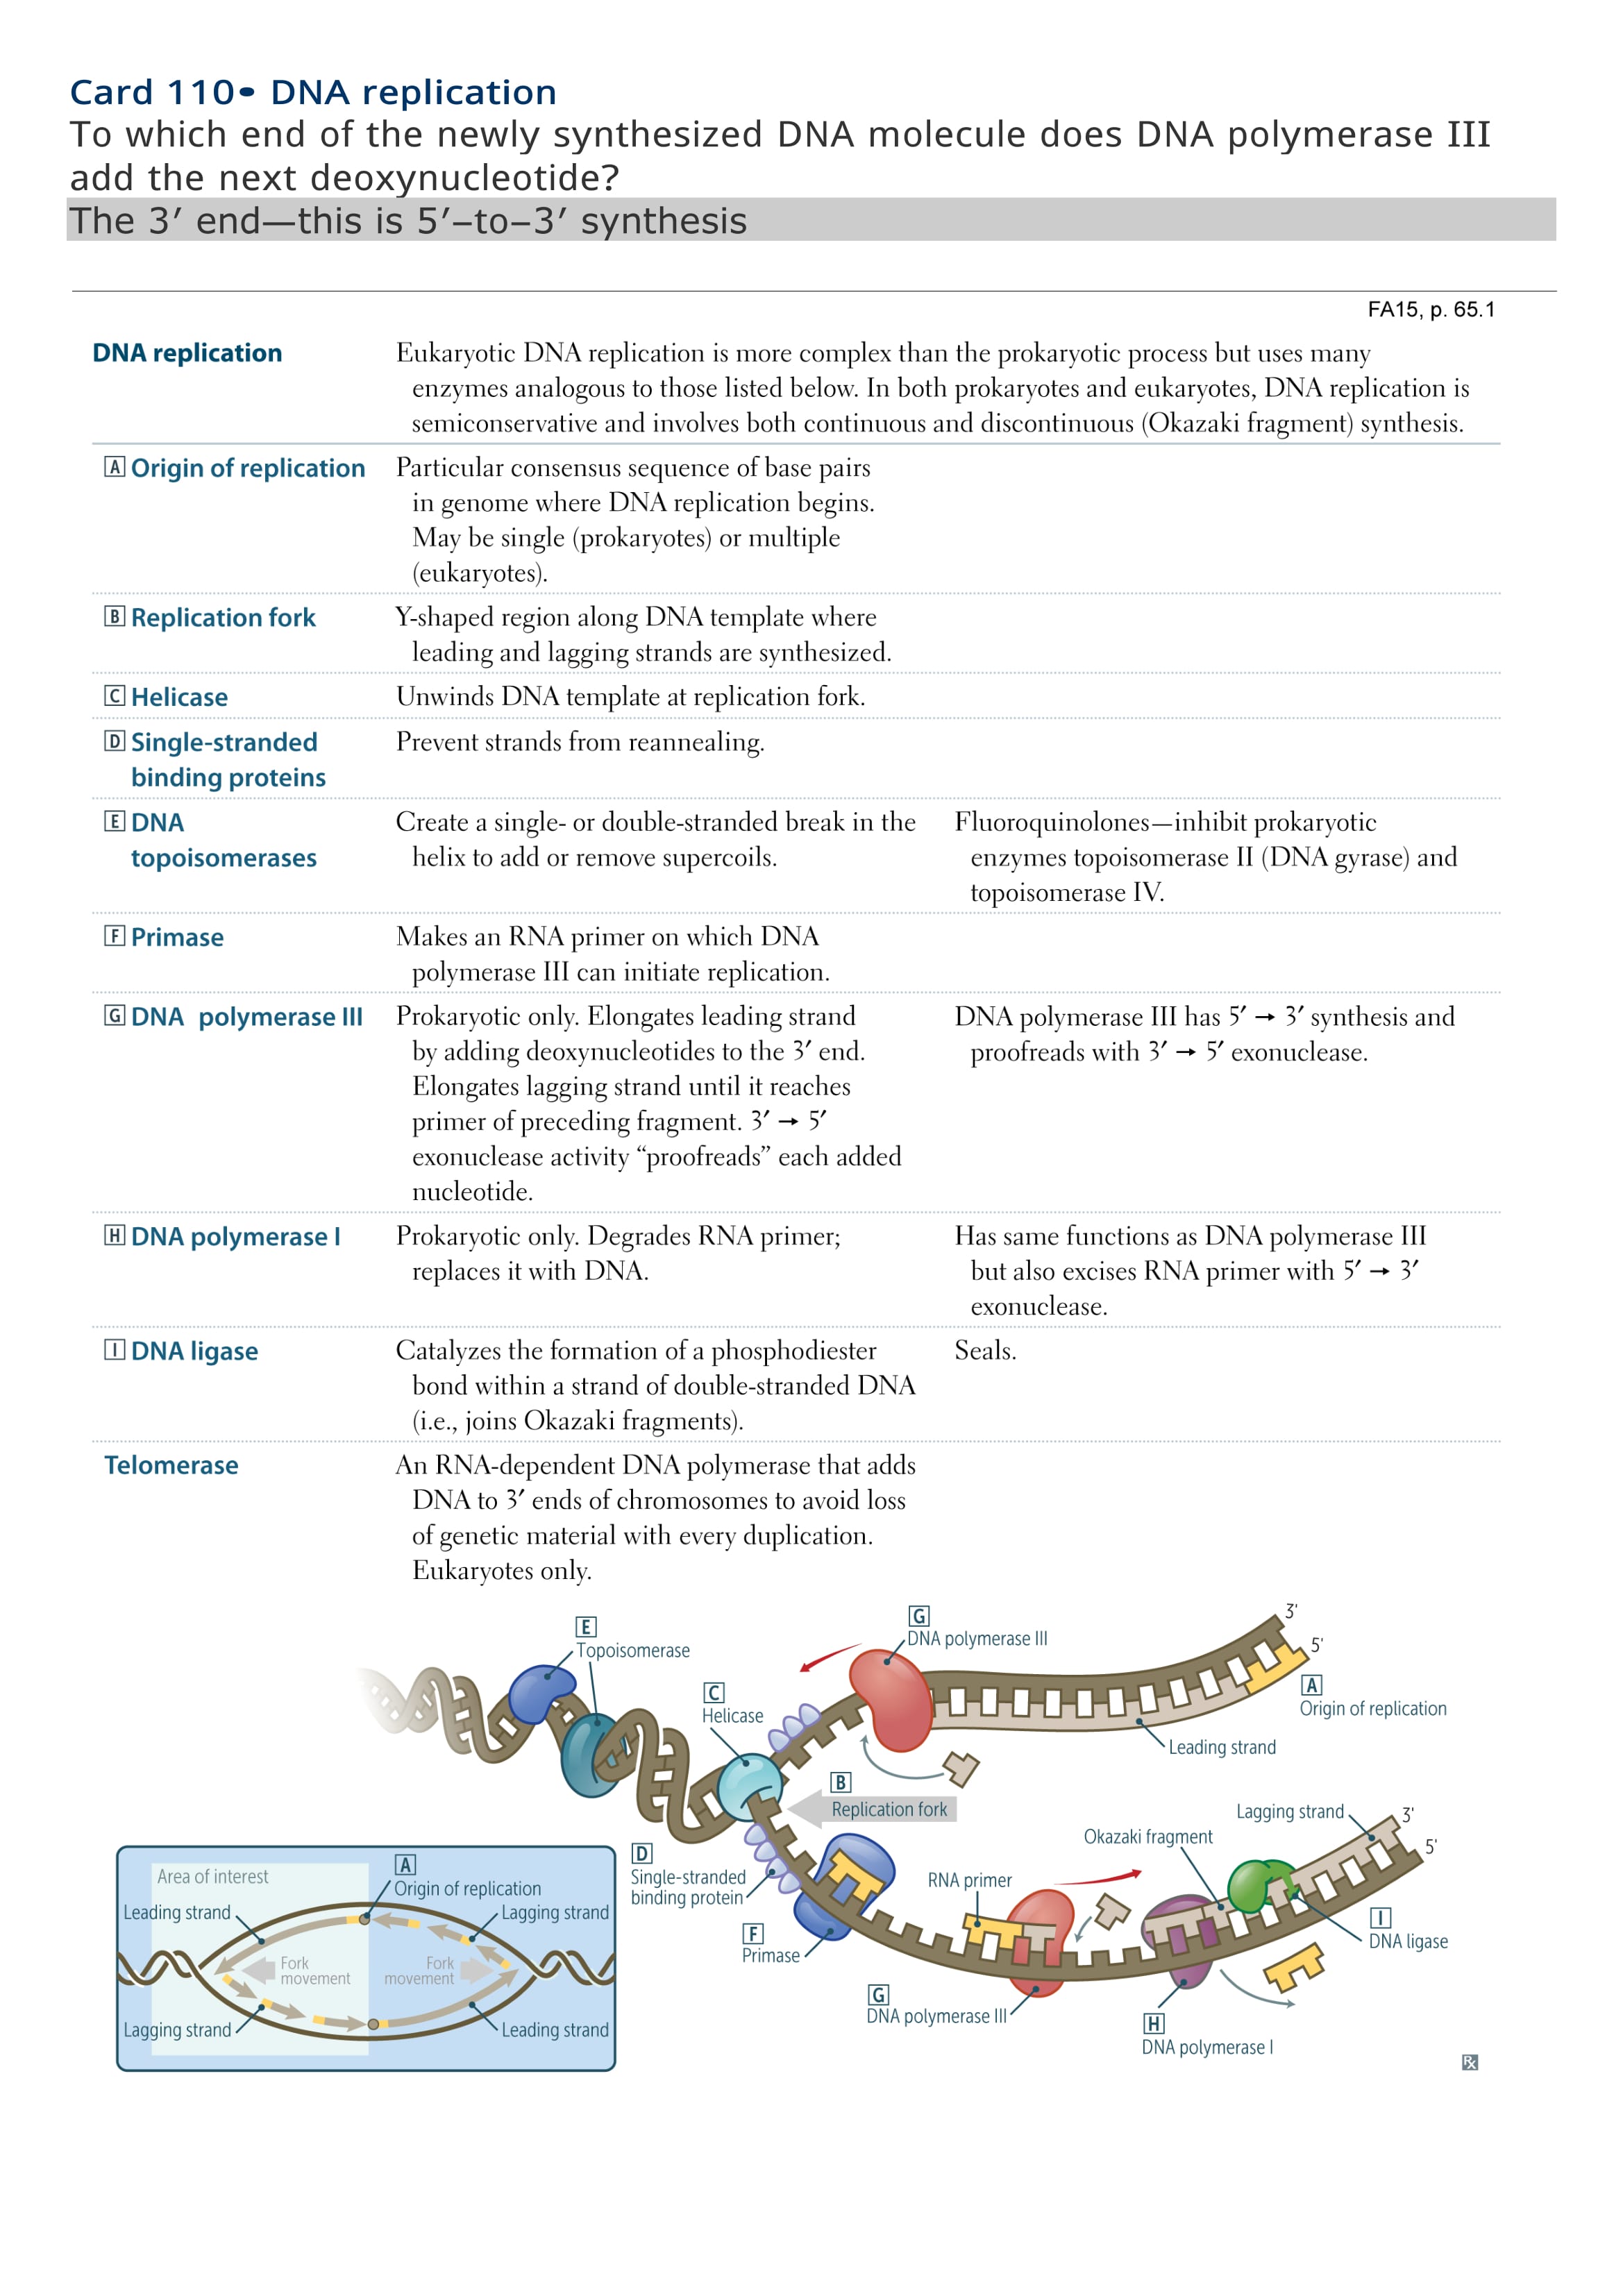 Card 110• DNA replication
To which end of the newly synthesized DNA molecule does DNA polymerase III
add the next deoxynucleotide?
The 3′ end—this is 5′–to–3′ synthesis
FA15, p. 65.1
DNA replication
Eukaryotic DNA replication is more complex than the prokaryotic process but uses many
enzymes analogous to those listed below. In both prokaryotes and eukaryotes, DNA replication is
semiconservative and involves both continuous and discontinuous (Okazaki fragment) synthesis.
A Origin of replication
Particular consensus sequence of base pairs
in genome where DNA replication begins.
May be single (prokaryotes) or multiple
(eukaryotes).
B Replication fork
Y-shaped region along DNA template where
leading and lagging strands are synthesized.
C Helicase
Unwinds DNA template at replication fork.
D Single-stranded
binding proteins
Prevent strands from reannealing.
E DNA
topoisomerases
Create a single- or double-stranded break in the
helix to add or remove supercoils.
Fluoroquinolones—inhibit prokaryotic
enzymes topoisomerase II (DNA gyrase) and
topoisomerase IV.
F Primase
Makes an RNA primer on which DNA
polymerase III can initiate replication.
G DNA polymerase III
Prokaryotic only. Elongates leading strand
by adding deoxynucleotides to the 3′ end.
Elongates lagging strand until it reaches
primer of preceding fragment. 3′ → 5′
exonuclease activity “proofreads” each added
nucleotide.
DNA polymerase III has 5′ → 3′ synthesis and
proofreads with 3′ → 5′ exonuclease.
H DNA polymerase I
Prokaryotic only. Degrades RNA primer;
replaces it with DNA.
Has same functions as DNA polymerase III
but also excises RNA primer with 5′ → 3′
exonuclease.
I DNA ligase
Catalyzes the formation of a phosphodiester
bond within a strand of double-stranded DNA
(i.e., joins Okazaki fragments).
Seals.
Telomerase
An RNA-dependent DNA polymerase that adds
DNA to 3′ ends of chromosomes to avoid loss
of genetic material with every duplication.
Eukaryotes only.
E
Topoisomerase
G
DNA polymerase III
3'
5'
C
Helicase
A
Origin of replication
Leading strand
B
Replication fork
Lagging strand
3'
Okazaki fragment
5'
D
Single-stranded
binding protein
RNA primer
F
Primase
I
DNA ligase
G
DNA polymerase III
H
DNA polymerase I
Area of interest
A
Origin of replication
Leading strand
Lagging strand
Fork
movement
Fork
movement
Lagging strand
Leading strand
Rx